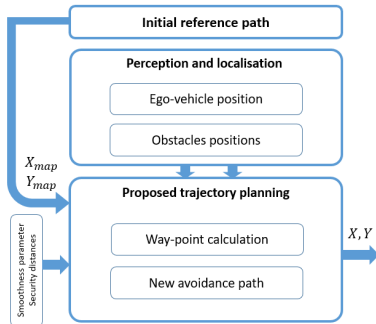 Initial reference path
Perception and localisation
Ego-vehicle position
Obstacles positions
X_map
Y_map
Proposed trajectory planning
Smoothness parameter
Security distances
Way-point calculation
New avoidance path
X, Y